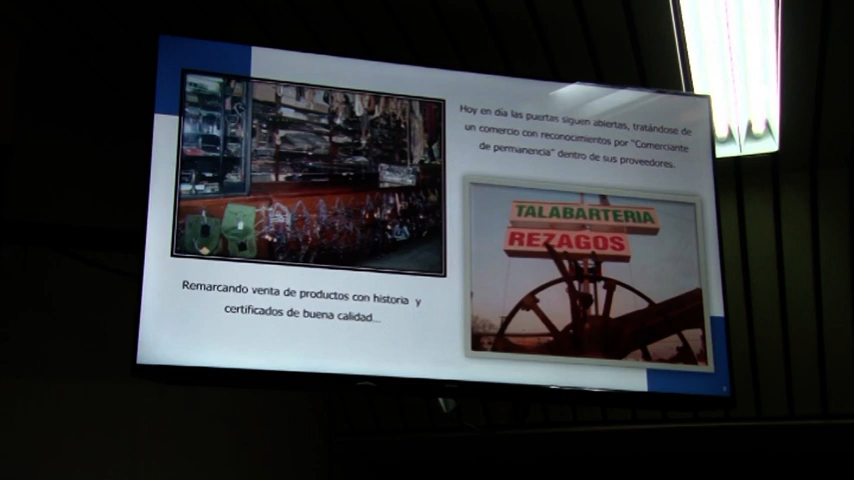 Hoy en día las puertas siguen abiertas, tratándose de
un comercio con reconocimientos por "Comerciante
de permanencia" dentro de sus proveedores.
TALABARTERIA
REZAGOS
Remarcando venta de productos con historia y
certificados de buena calidad...